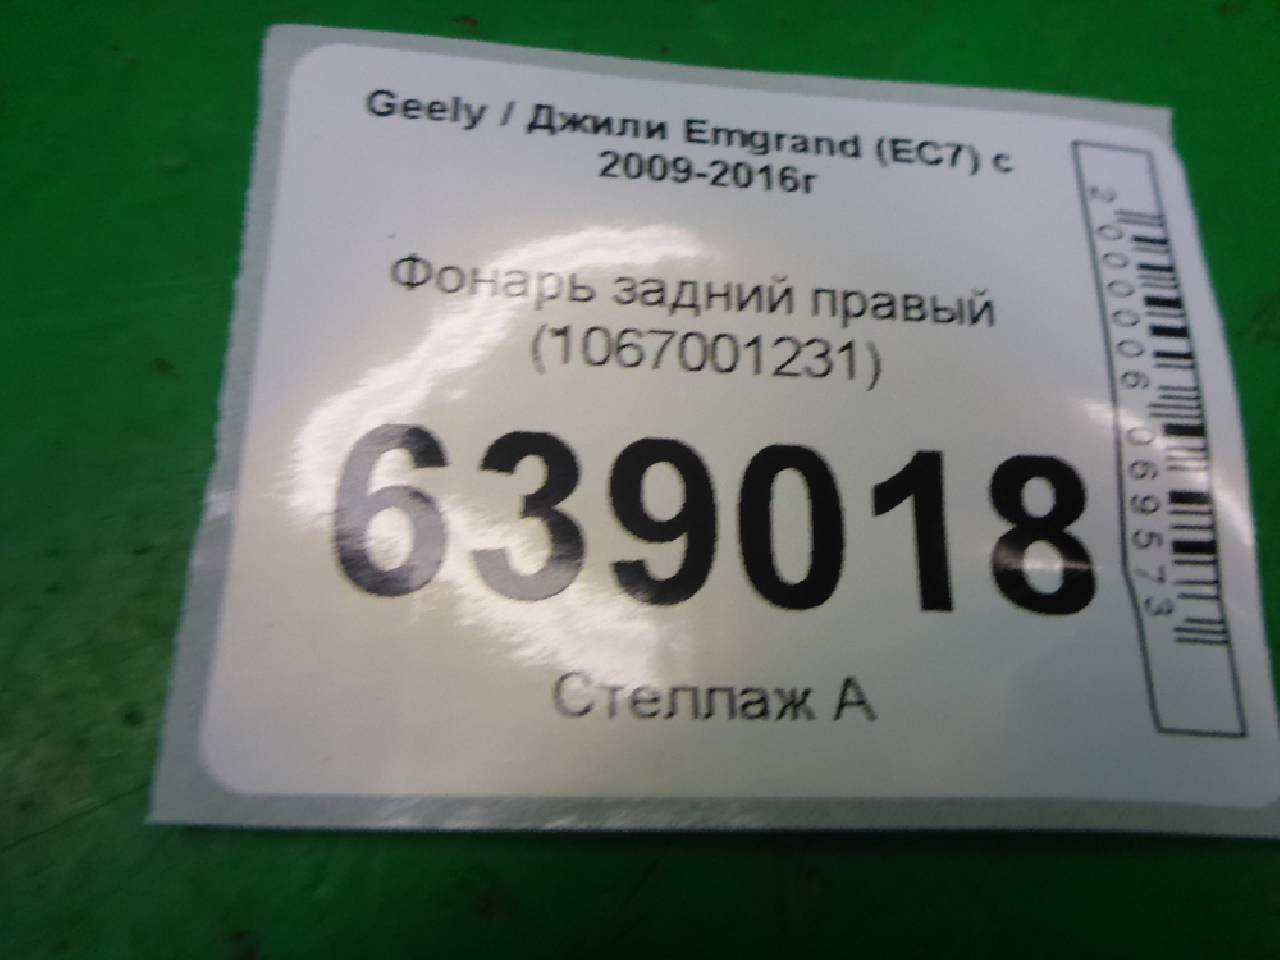 Geely / Джили Emgrand (EC7) с
2009-2016г
Фонарь задний правый
(1067001231)
639018
Стеллаж А
2000006069573